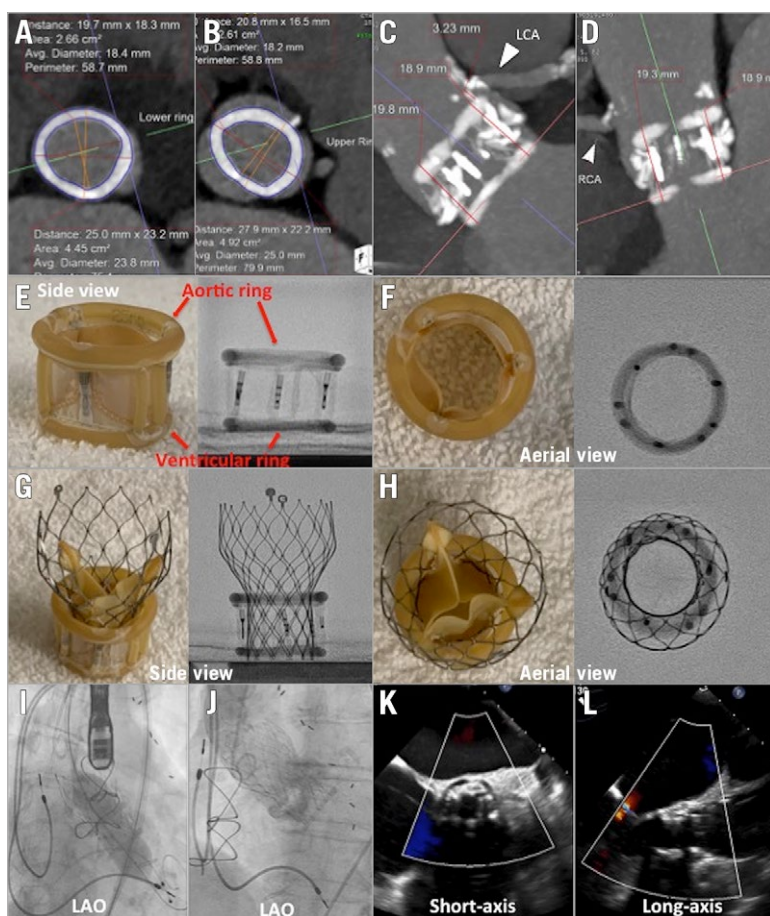 A
Distance: 19.7 mm x 18.3 mm
Area: 2.66 cm²
Avg. Diameter: 18.4 mm
Perimeter: 58.7 mm
Lower ring
Distance: 25.0 mm x 23.2 mm
Area: 4.45 cm²
Avg. Diameter: 23.8 mm
B
Distance: 20.8 mm x 16.5 mm
2.61 cm²
Avg. Diameter: 18.2 mm
Perimeter: 58.8 mm
Upper Rin
Distance: 27.9 mm x 22.2 mm
Area: 4.92 cm²
Avg. Diameter: 25.0 mm
Perimeter: 79.9 mm
F
C
3.23 mm
LCA
18.9 mm
19.8 mm
D
19.3 mm
18.9 m
RCA
E
Side view
Aortic ring
Ventricular ring
F
Aerial view
G
Side view
H
Aerial view
I
LAO
J
LAO
K
Short-axis
L
Long-axis